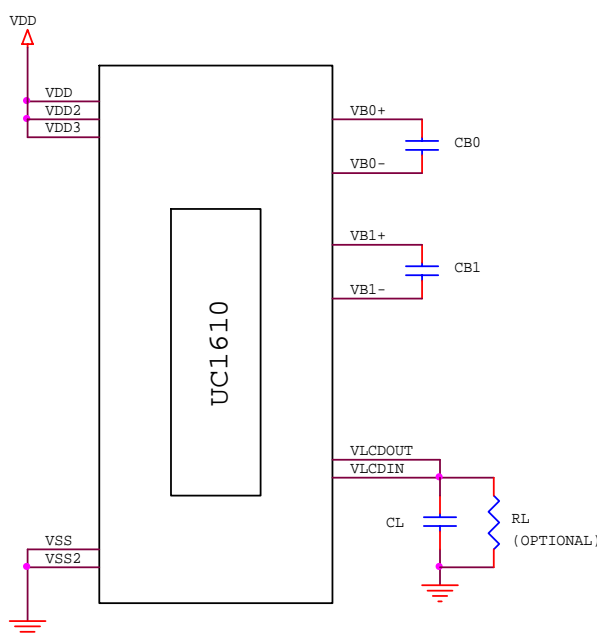 VDD
VDD
VDD2
VDD3
VB0+
CB0
VB0-
VB1+
CB1
VB1-
UC1610
VLCDOUT
VLCDIN
CL
RL
(OPTIONAL)
VSS
VSS2